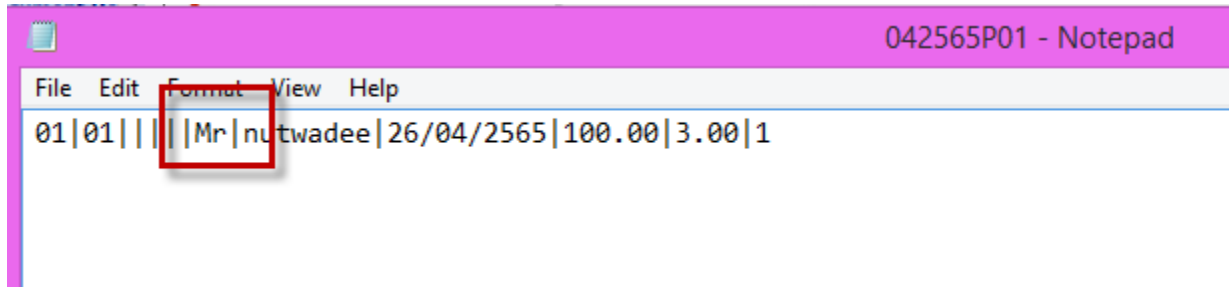 042565P01 - Notepad
File Edit Format View Help
01|01|||||Mr|nutwadee|26/04/2565|100.00|3.00|1